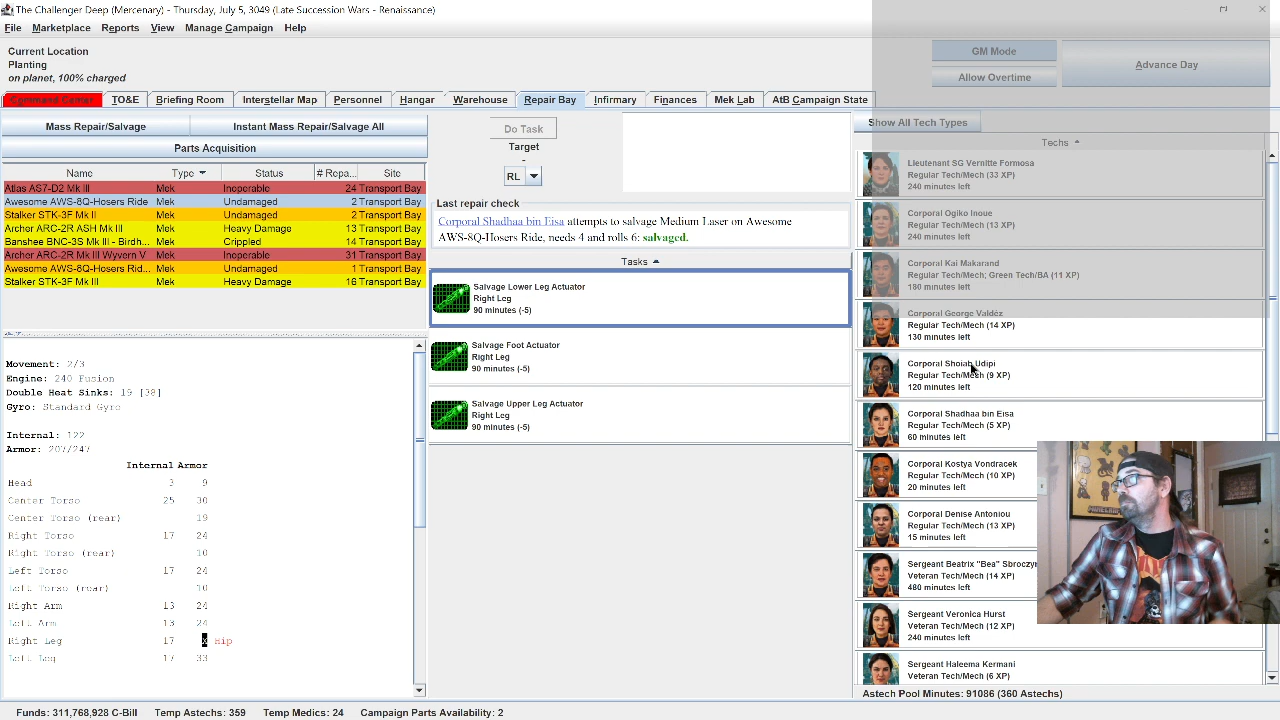 The Challenger Deep (Mercenary) - Thursday, July 5, 3049 (Late Succession Wars - Renaissance)
File Marketplace Reports View Manage Campaign Help
Current Location
Planting
on planet, 100% charged
GM Mode
Allow Overtime
Advance Day
Command Center TO&E Briefing Room Interstellar Map Personnel Hangar Warehouse Repair Bay Infirmary Finances Mek Lab AtB Campaign State
Mass Repair/Salvage Instant Mass Repair/Salvage All
Parts Acquisition
Name Type Status # Repa... Site
Atlas AS7-D2 Mk III Mek Inoperable 24 Transport Bay
Awesome AWS-8Q-Hosers Ride Mek Undamaged 2 Transport Bay
Stalker STK-3F Mk II Mek Undamaged 2 Transport Bay
Archer ARC-2R ASH Mk III Mek Heavy Damage 13 Transport Bay
Banshee BNC-3S Mk III - Birdh... Mek Crippled 14 Transport Bay
Archer ARC-2R Mk III Wyvern V Mek Inoperable 31 Transport Bay
Awesome AWS-8Q-Hosers Rid... Mek Undamaged 1 Transport Bay
Stalker STK-3F Mk III Mek Heavy Damage 16 Transport Bay
Movement: 2/3
Engine: 240 Fusion
Double Heat Sinks: 19 [38]
Gyro: Standard Gyro
Internal: 122
Armor: 207/247
Internal Armor
Head 3 9
Center Torso 25 30
Center Torso (rear) 19
Right Torso 17 24
Right Torso (rear) 10
Left Torso 17 24
Left Torso (rear) 10
Right Arm 24
Left Arm 24
Right Leg 17 x Hip
Left Leg 33
Do Task
Target
-
RL
Last repair check
Corporal Shadhaa bin Eisa attempts to salvage Medium Laser on Awesome
AWS-8Q-Hosers Ride, needs 4 and rolls 6: salvaged.
Tasks
Salvage Lower Leg Actuator
Right Leg
90 minutes (-5)
Salvage Foot Actuator
Right Leg
90 minutes (-5)
Salvage Upper Leg Actuator
Right Leg
90 minutes (-5)
Show All Tech Types
Techs
Lieutenant SG Vernitte Formosa
Regular Tech/Mech (33 XP)
240 minutes left
Corporal Ogiko Inoue
Regular Tech/Mech (13 XP)
240 minutes left
Corporal Kai Makarand
Regular Tech/Mech; Green Tech/BA (11 XP)
180 minutes left
Corporal George Valdéz
Regular Tech/Mech (14 XP)
130 minutes left
Corporal Shoiab Udipi
Regular Tech/Mech (9 XP)
120 minutes left
Corporal Shadhaa bin Eisa
Regular Tech/Mech (5 XP)
60 minutes left
Corporal Kostya Vondracek
Regular Tech/Mech (10 XP)
20 minutes left
Corporal Denise Antoniou
Regular Tech/Mech (13 XP)
15 minutes left
Sergeant Beatrix "Bea" Sbroczyn
Veteran Tech/Mech (14 XP)
480 minutes left
Sergeant Veronica Hurst
Veteran Tech/Mech (12 XP)
240 minutes left
Sergeant Haleema Kermani
Veteran Tech/Mech (6 XP)
Astech Pool Minutes: 91086 (360 Astechs)
Funds: 311,768,928 C-Bill Temp Astechs: 359 Temp Medics: 24 Campaign Parts Availability: 2